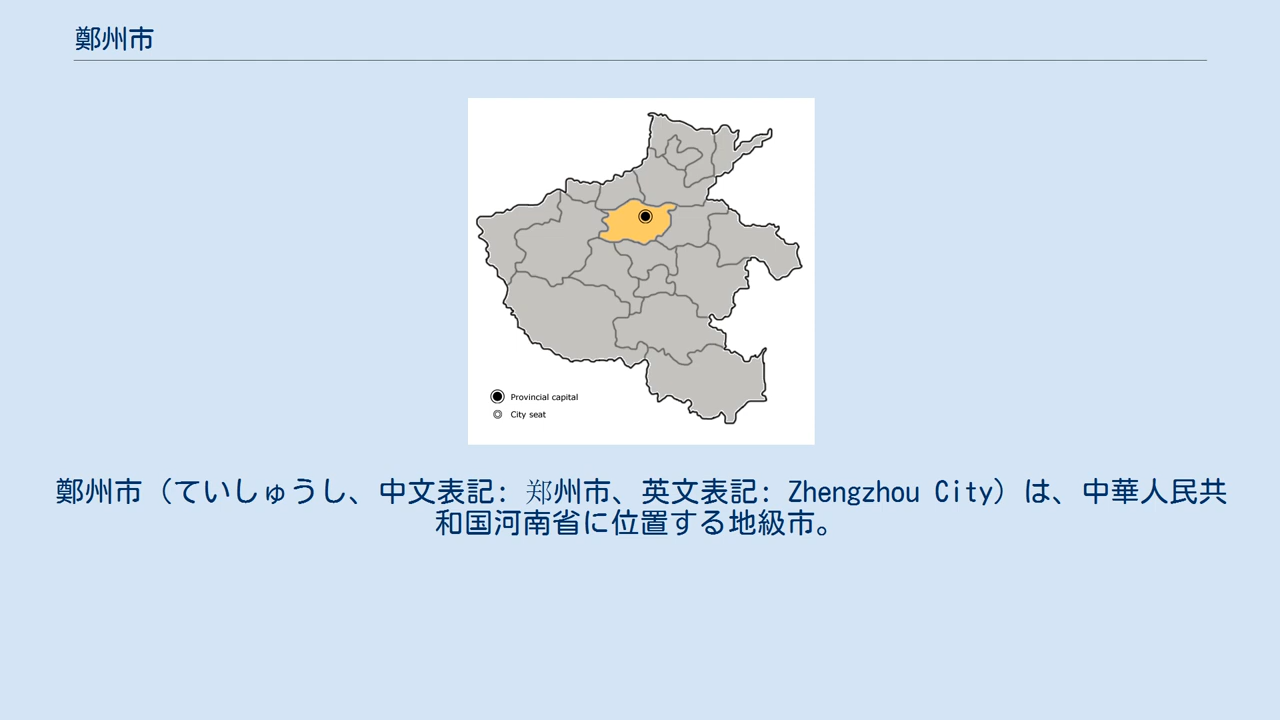 鄭州市
Provincial capital
City seat
鄭州市（ていしゅうし、中文表記: 郑州市、英文表記: Zhengzhou City）は、中華人民共
和国河南省に位置する地級市。